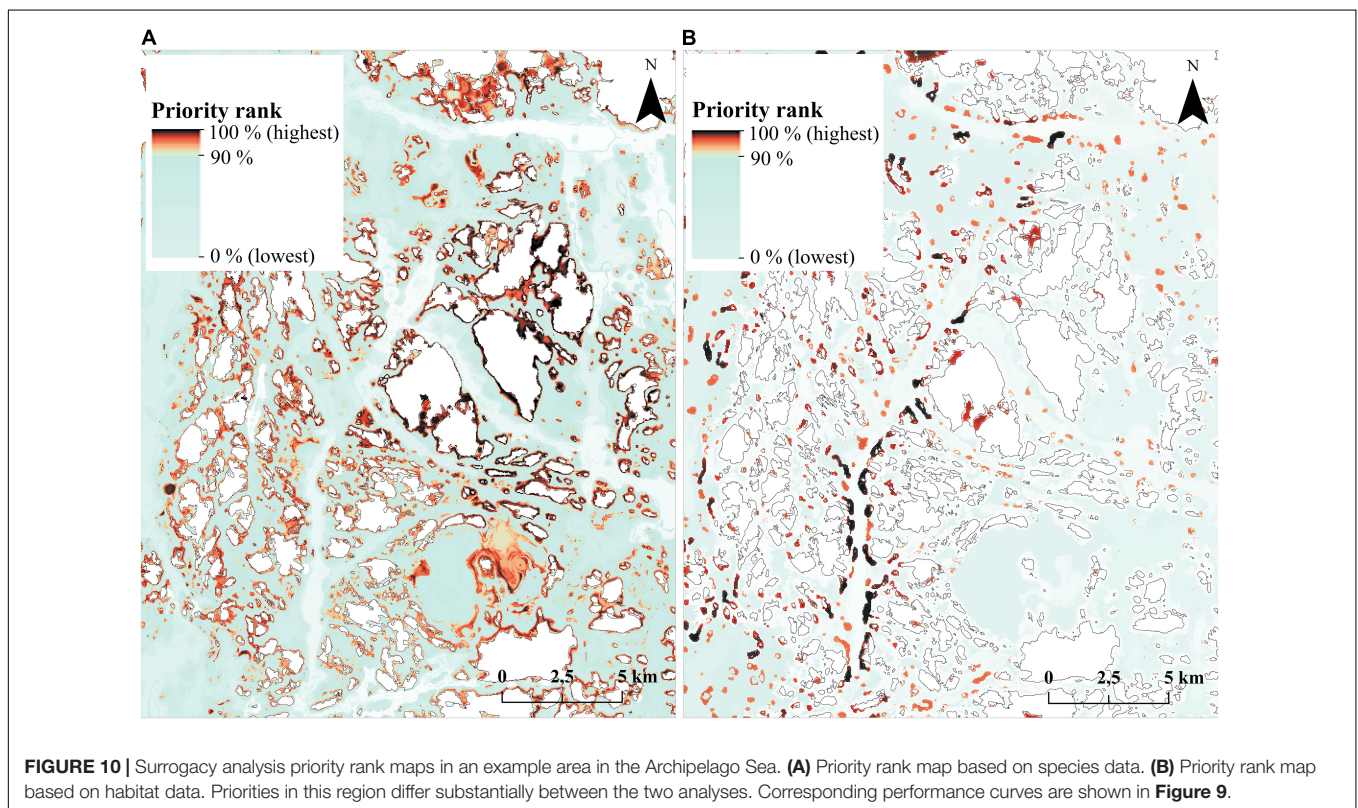 A
B
N
Priority rank
100 % (highest)
90 %
0 % (lowest)
0 2,5 5 km
N
Priority rank
100 % (highest)
90 %
0 % (lowest)
0 2,5 5 km
FIGURE 10 | Surrogacy analysis priority rank maps in an example area in the Archipelago Sea. (A) Priority rank map based on species data. (B) Priority rank map
based on habitat data. Priorities in this region differ substantially between the two analyses. Corresponding performance curves are shown in Figure 9.